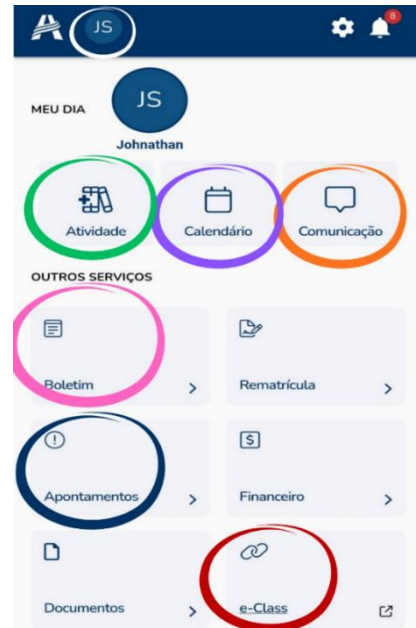 JS
8
MEU DIA
JS
Johnathan
Atividade Calendário Comunicação
OUTROS SERVIÇOS
Boletim Rematrícula
Apontamentos Financeiro
Documentos e-Class